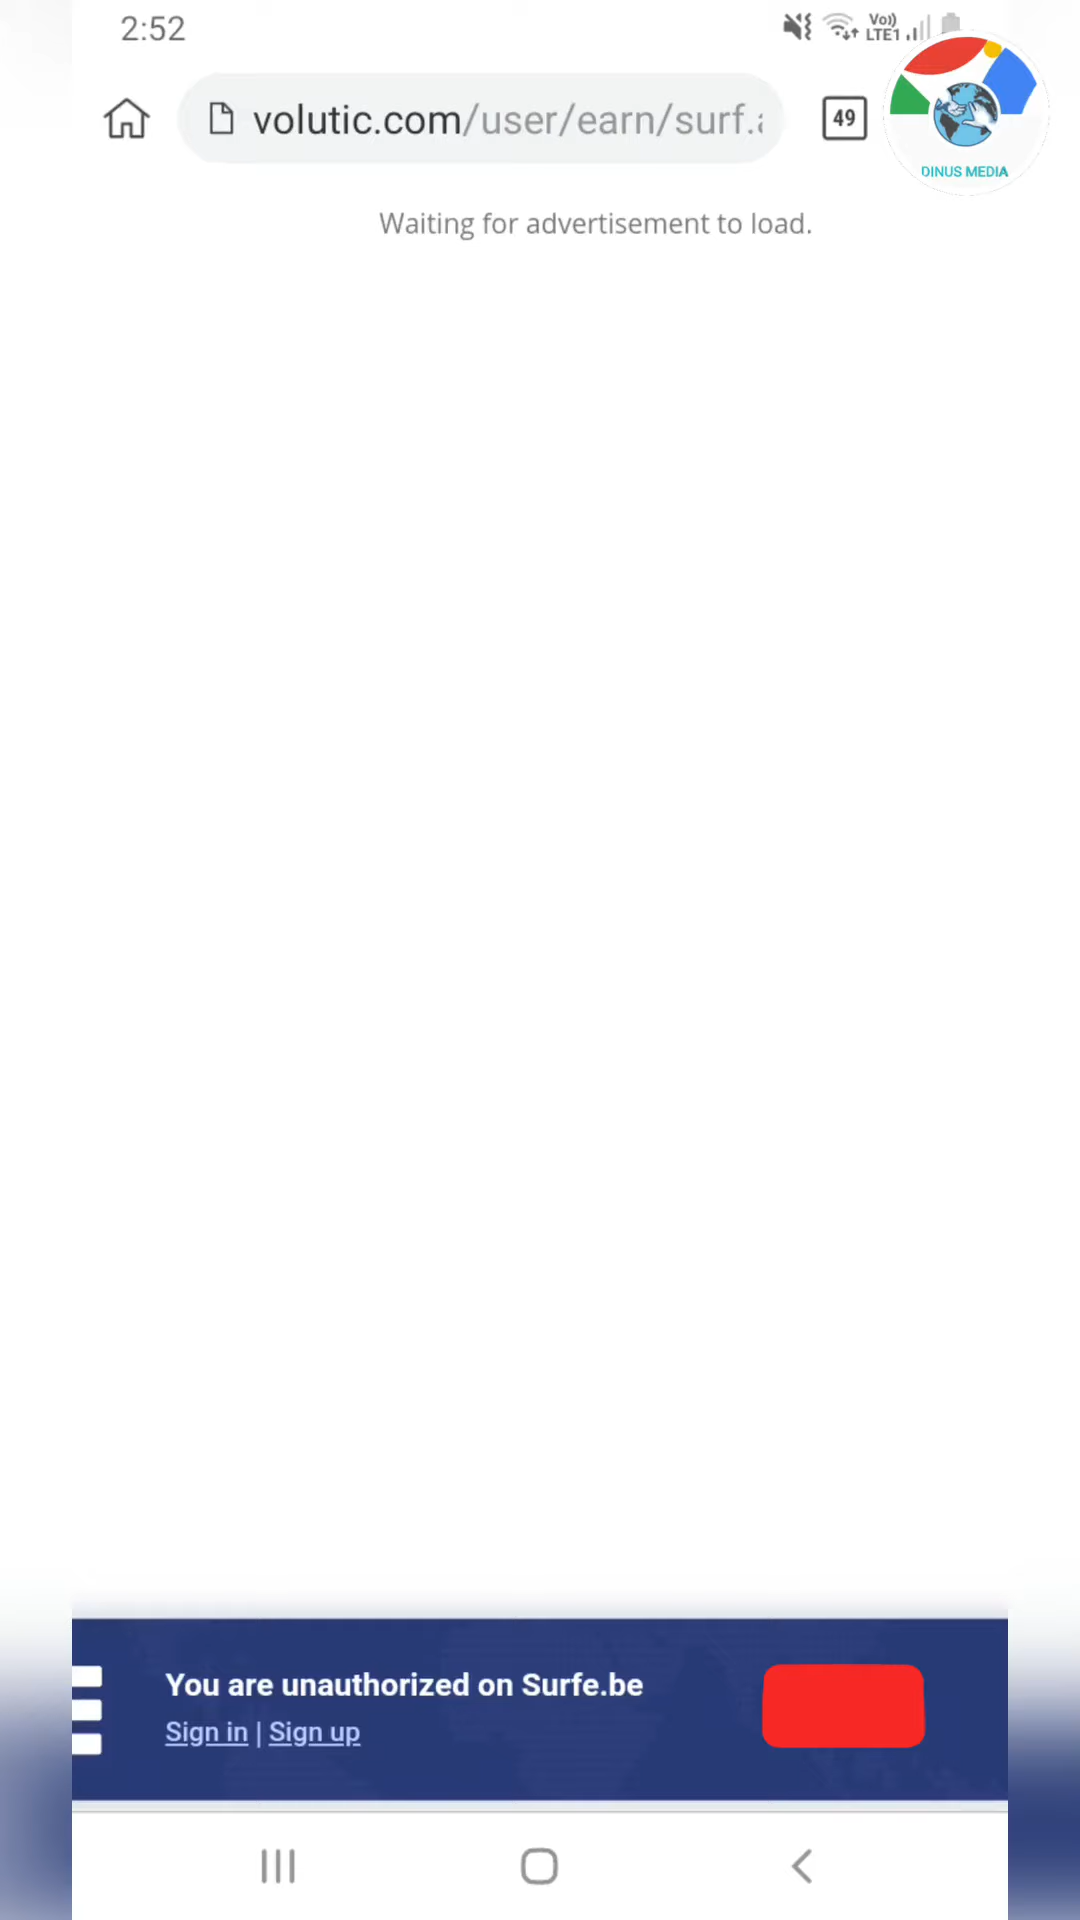 2:52
Vo))
LTE1
volutic.com/user/earn/surf.
49
DINUS MEDIA
Waiting for advertisement to load.
You are unauthorized on Surfe.be
Sign in | Sign up